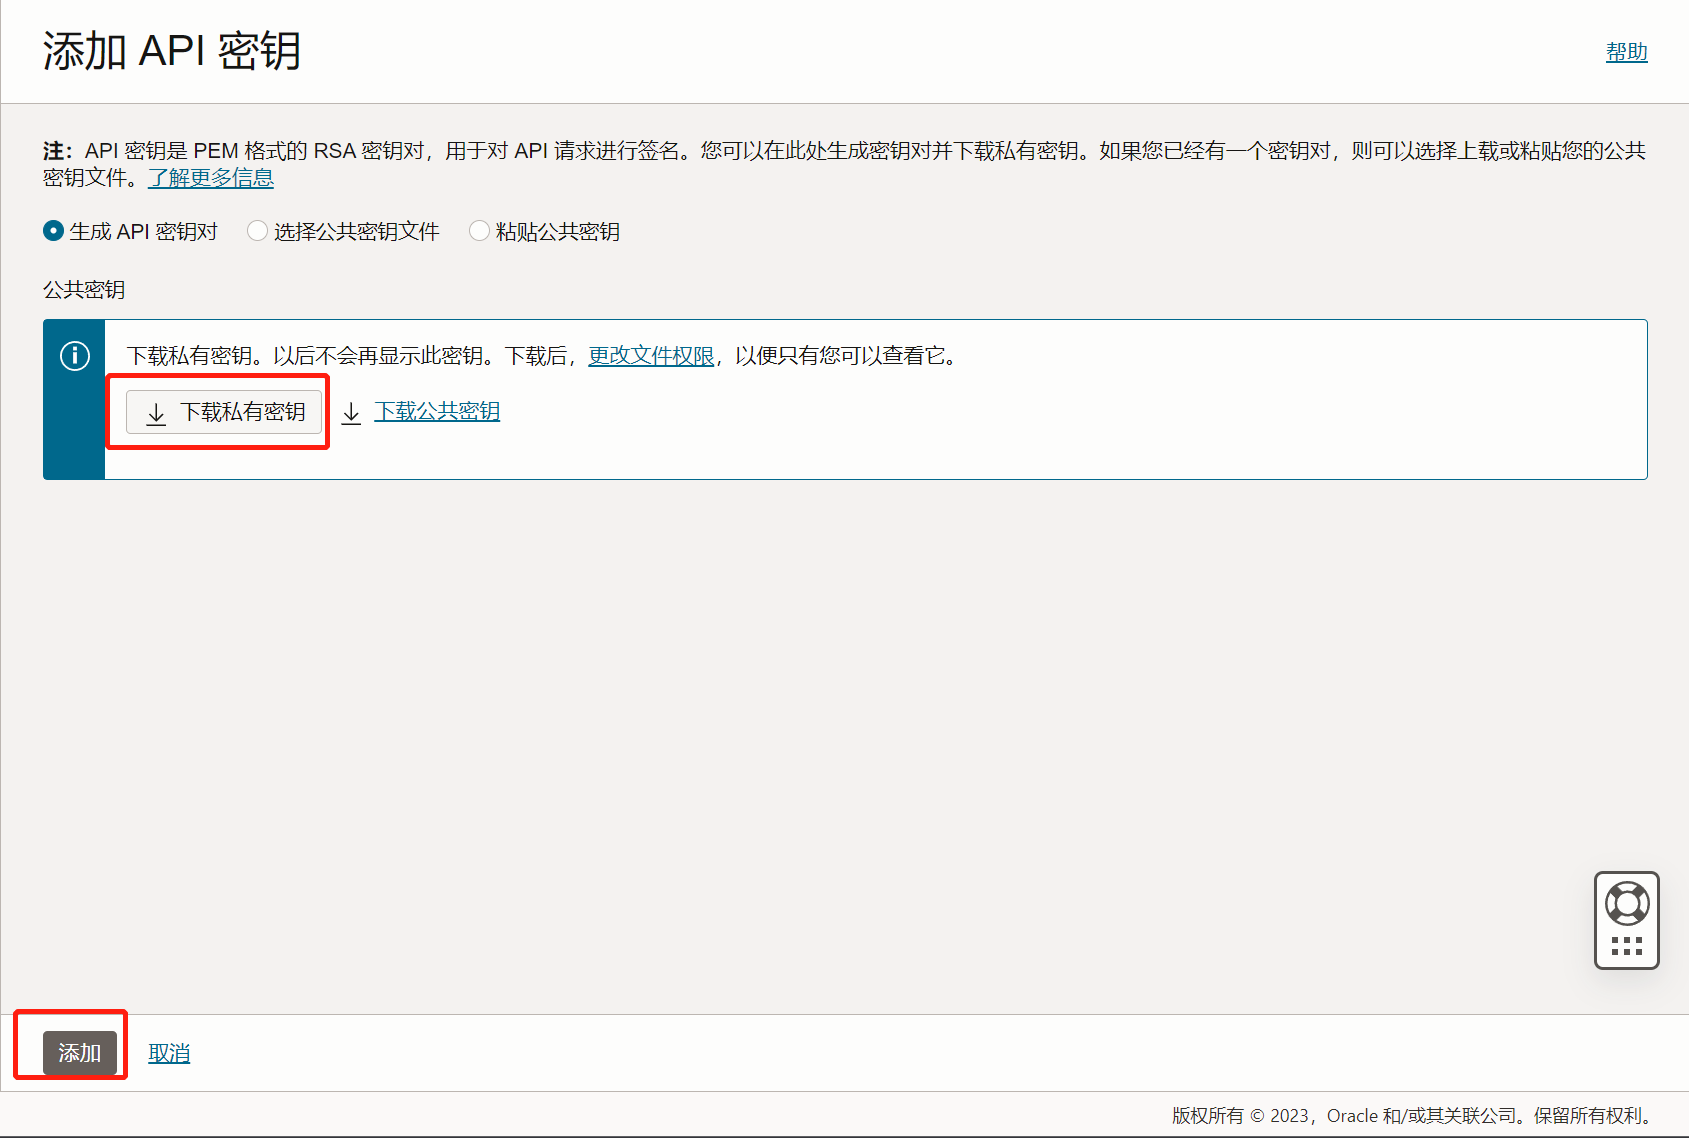 添加 API 密钥
帮助
注：API 密钥是 PEM 格式的 RSA 密钥对，用于对 API 请求进行签名。您可以在此处生成密钥对并下载私有密钥。如果您已经有一个密钥对，则可以选择上载或粘贴您的公共
密钥文件。了解更多信息
生成 API 密钥对 选择公共密钥文件 粘贴公共密钥
公共密钥
下载私有密钥。以后不会再显示此密钥。下载后，更改文件权限，以便只有您可以查看它。
下载私有密钥 下载公共密钥
添加 取消
版权所有 © 2023，Oracle 和/或其关联公司。保留所有权利。